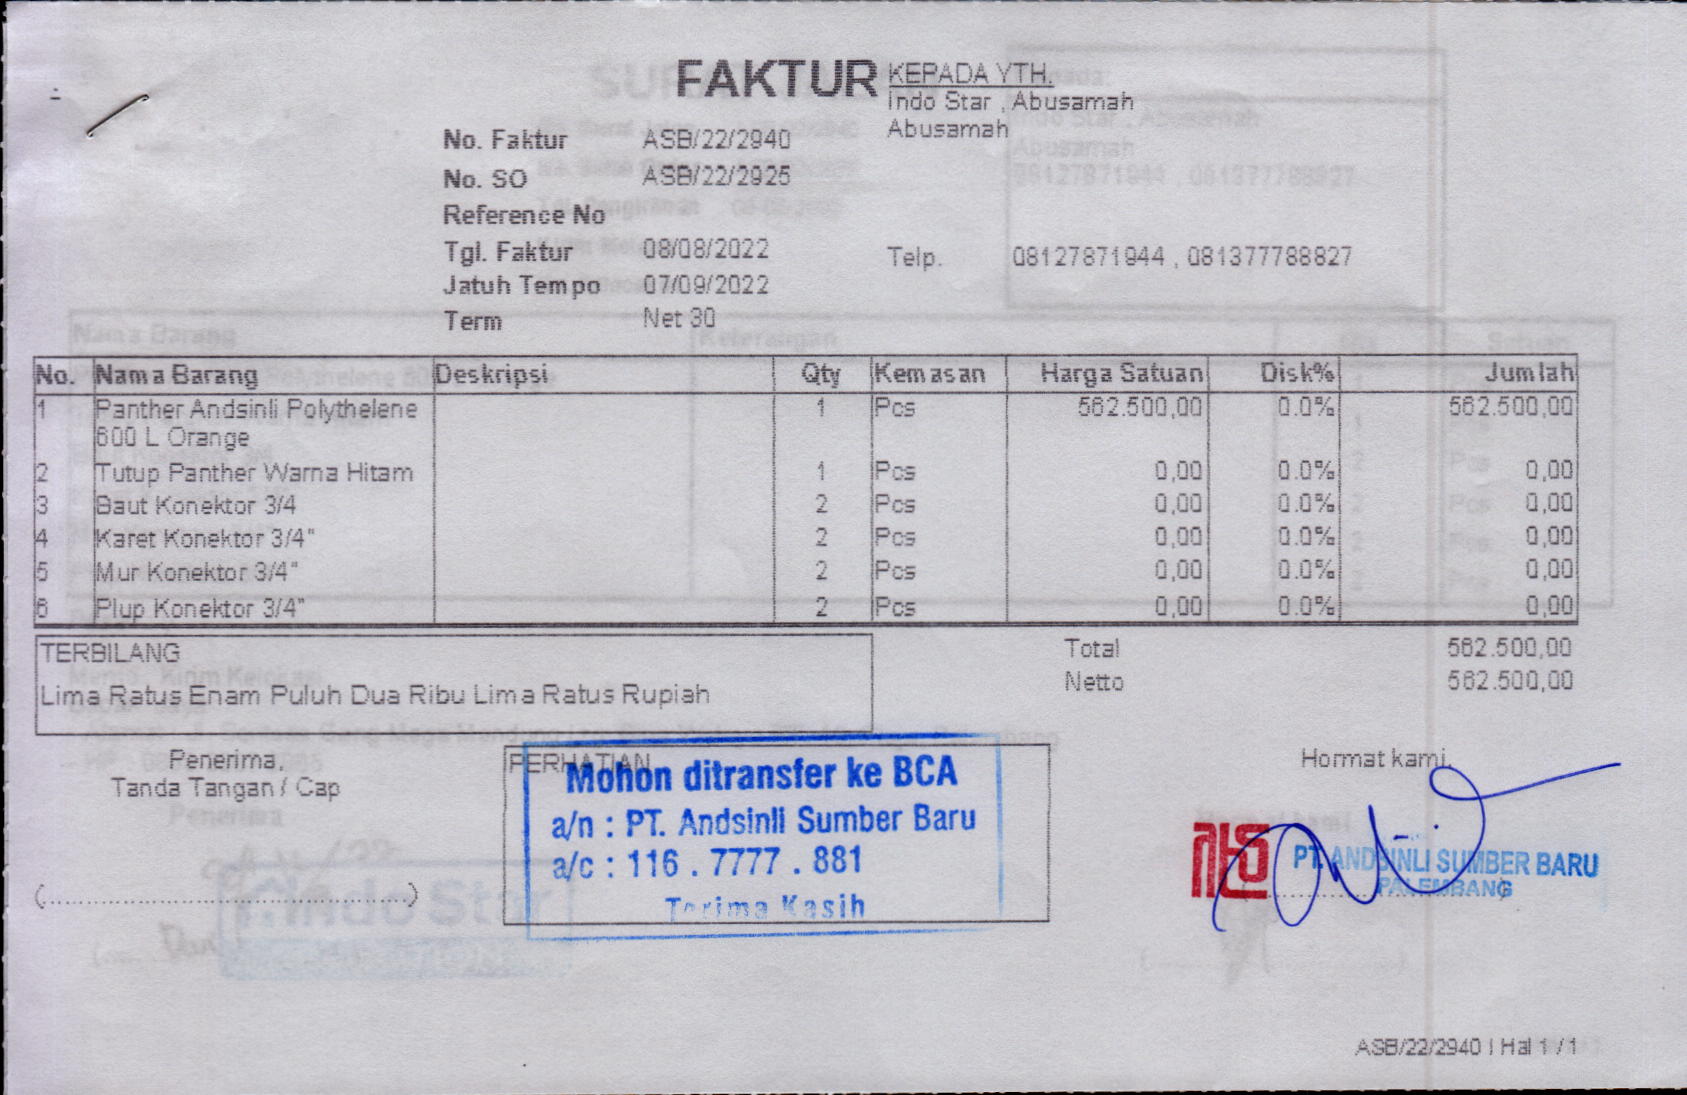 FAKTUR
KEPADA YTH.
Indo Star , Abusamah
Abusamah
No. Faktur ASB/22/2940
No. SO ASB/22/2925
Reference No
Tgl. Faktur 08/08/2022
Telp. 08127871944 , 081377788827
Jatuh Tempo 07/09/2022
Term Net 30
No. Nama Barang Deskripsi Qty Kemasan Harga Satuan Disk% Jumlah
1 Panther Andsinli Polythelene 1 Pcs 562.500,00 0.0% 562.500,00
600 L Orange
2 Tutup Panther Warna Hitam 1 Pcs 0,00 0.0% 0,00
3 Baut Konektor 3/4 2 Pcs 0,00 0.0% 0,00
4 Karet Konektor 3/4" 2 Pcs 0,00 0.0% 0,00
5 Mur Konektor 3/4" 2 Pcs 0,00 0.0% 0,00
6 Plup Konektor 3/4" 2 Pcs 0,00 0.0% 0,00
TERBILANG
Lima Ratus Enam Puluh Dua Ribu Lima Ratus Rupiah
Total 562.500,00
Netto 562.500,00
Penerima,
Tanda Tangan / Cap
(........................................)
PERHATIAN
Mohon ditransfer ke BCA
a/n : PT. Andsinli Sumber Baru
a/c : 116 . 7777 . 881
Terima Kasih
Hormat kami,
PT. ANDSINLI SUMBER BARU
PALEMBANG
ASB/22/2940 | Hal 1 / 1